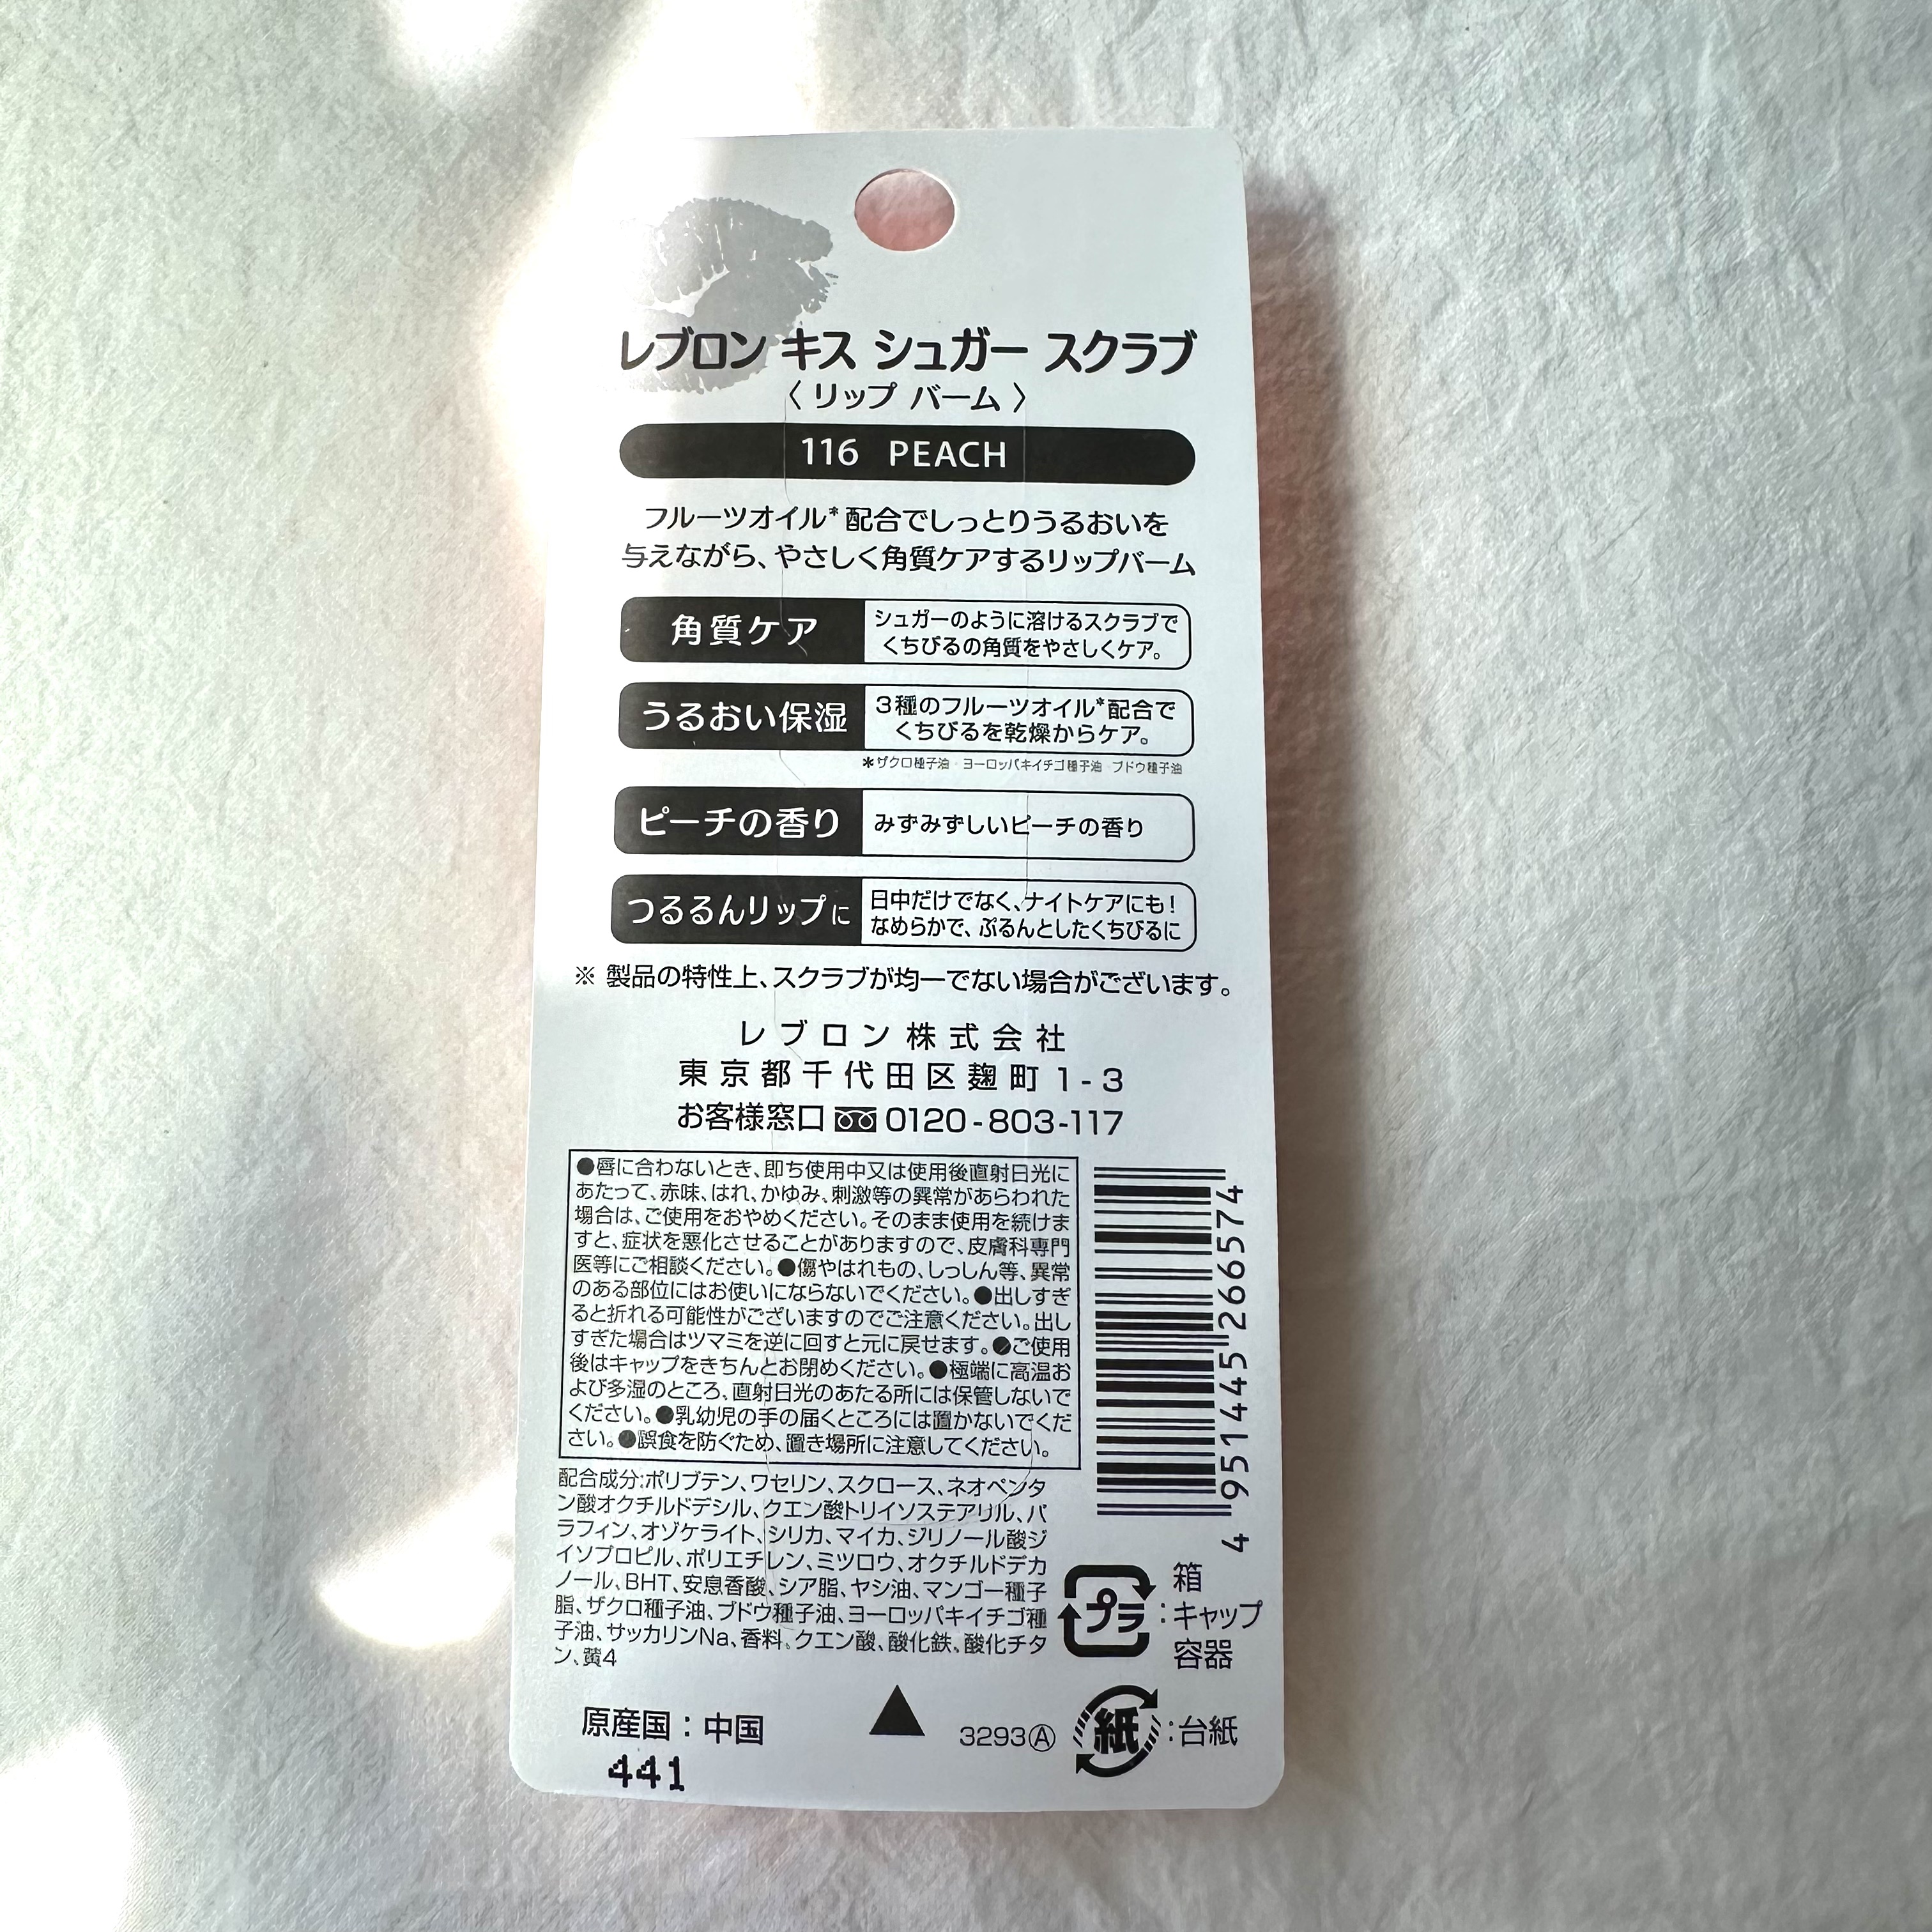 レブロン キス シュガー スクラブ
〈 リップ バーム 〉
116 PEACH
フルーツオイル*配合でしっとりうるおいを
与えながら、やさしく角質ケアするリップバーム
角質ケア
シュガーのように溶けるスクラブで
くちびるの角質をやさしくケア。
うるおい保湿
3種のフルーツオイル*配合で
くちびるを乾燥からケア。
*ザクロ種子油 ヨーロッパキイチゴ種子油 ブドウ種子油
ピーチの香り
みずみずしいピーチの香り
つるるんリップに
日中だけでなく、ナイトケアにも!
なめらかで、ぷるんとしたくちびるに
※ 製品の特性上、スクラブが均一でない場合がございます。
レブロン株式会社
東京都千代田区麹町1-3
お客様窓口 0120-803-117
●唇に合わないとき、即ち使用中又は使用後直射日光に
あたって、赤味、はれ、かゆみ、刺激等の異常があらわれた
場合は、ご使用をおやめください。そのまま使用を続けま
すと、症状を悪化させることがありますので、皮膚科専門
医等にご相談ください。●傷やはれもの、しっしん等、異常
のある部位にはお使いにならないでください。●出しすぎ
ると折れる可能性がございますのでご注意ください。出し
すぎた場合はツマミを逆に回すと元に戻せます。●ご使用
後はキャップをきちんとお閉めください。●極端に高温お
よび多湿のところ、直射日光のあたる所には保管しないで
ください。●乳幼児の手の届くところには置かないでくだ
さい。●誤食を防ぐため、置き場所に注意してください。
4 951445 266574
配合成分:ポリブテン、ワセリン、スクロース、ネオペンタ
ン酸オクチルドデシル、クエン酸トリイソステアリル、パ
ラフィン、オゾケライト、シリカ、マイカ、ジリノール酸ジ
イソプロピル、ポリエチレン、ミツロウ、オクチルドデカ
ノール、BHT、安息香酸、シア脂、ヤシ油、マンゴー種子
脂、ザクロ種子油、ブドウ種子油、ヨーロッパキイチゴ種
子油、サッカリンNa、香料、クエン酸、酸化鉄、酸化チタ
ン、黄4
プラ
箱
:キャップ
容器
原産国:中国
441
3293Ⓐ
紙
:台紙